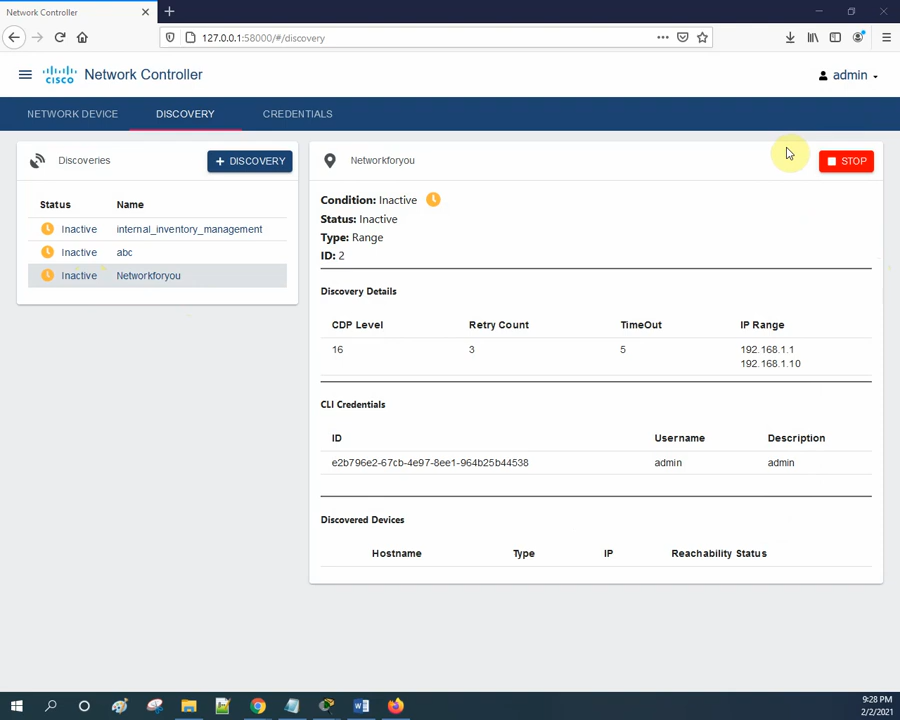 Network Controller
127.0.0.1:58000/#/discovery
CISCO
Network Controller
admin
NETWORK DEVICE
DISCOVERY
CREDENTIALS
Discoveries
+ DISCOVERY
Status Name
Inactive internal_inventory_management
Inactive abc
Inactive Networkforyou
Networkforyou
STOP
Condition: Inactive
Status: Inactive
Type: Range
ID: 2
Discovery Details
CDP Level Retry Count TimeOut IP Range
16 3 5 192.168.1.1
192.168.1.10
CLI Credentials
ID Username Description
e2b796e2-67cb-4e97-8ee1-964b25b44538 admin admin
Discovered Devices
Hostname Type IP Reachability Status
9:28 PM
2/2/2021